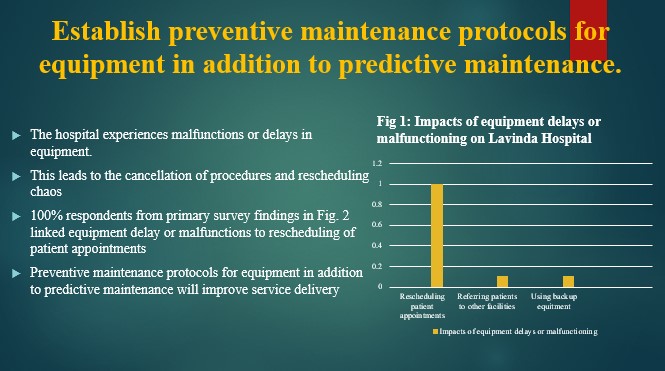 Establish preventive maintenance protocols for
equipment in addition to predictive maintenance.
The hospital experiences malfunctions or delays in
equipment.
This leads to the cancellation of procedures and rescheduling
chaos
100% respondents from primary survey findings in Fig. 2
linked equipment delay or malfunctions to rescheduling of
patient appointments
Preventive maintenance protocols for equipment in addition
to predictive maintenance will improve service delivery
Fig 1: Impacts of equipment delays or
malfunctioning on Lavinda Hospital
1.2
1
0.8
0.6
0.4
0.2
0
Rescheduling
patient
appointments
Referring patients
to other facilities
Using backup
equitment
Impacts of equipment delays or malfunctioning